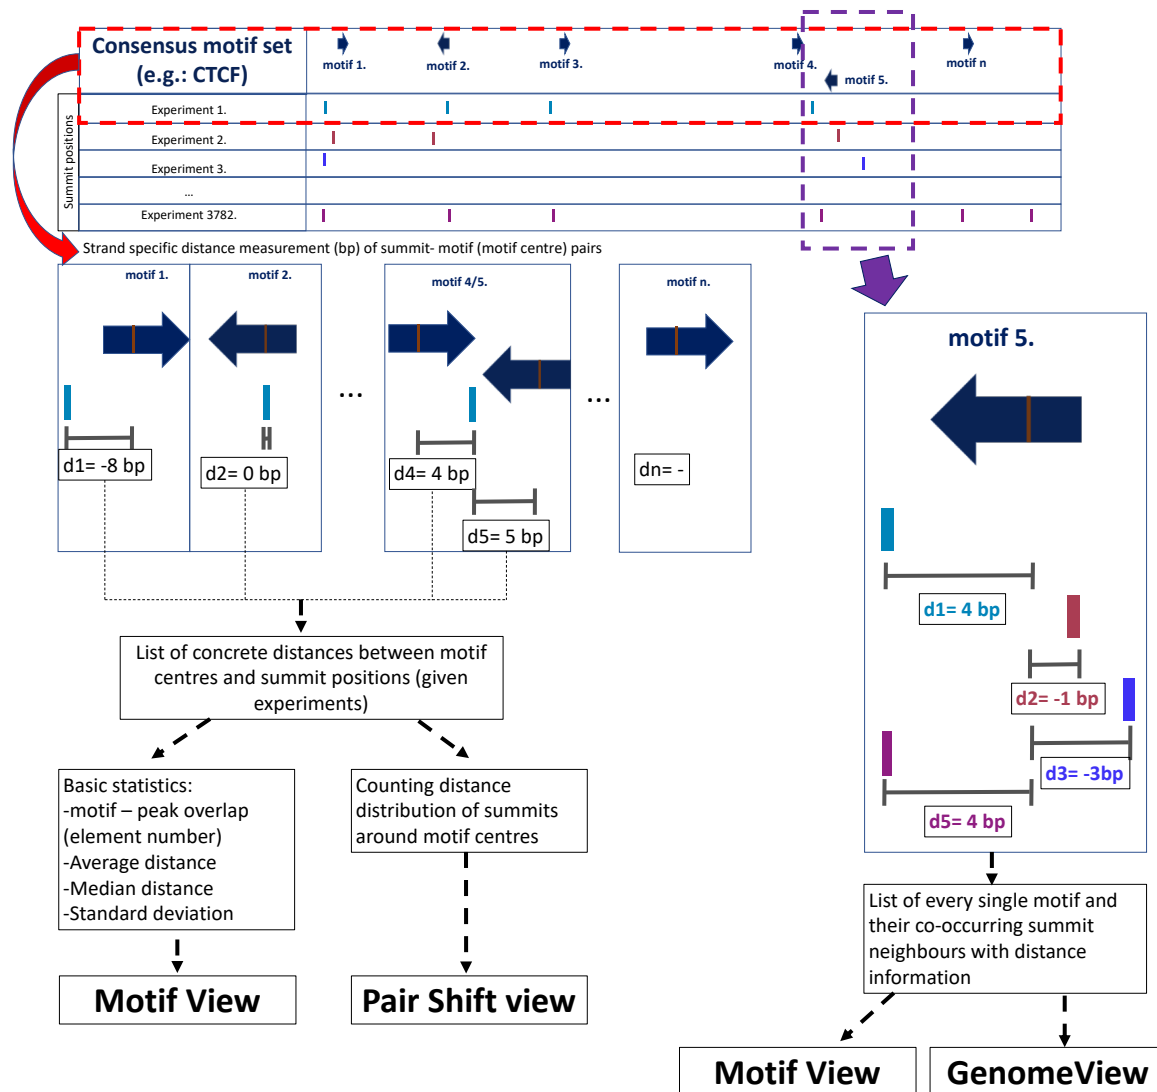 Consensus motif set
(e.g.: CTCF)
motif 1.
motif 2.
motif 3.
motif 4.
motif 5.
motif n
Summit positions
Experiment 1.
Experiment 2.
Experiment 3.
...
Experiment 3782.
Strand specific distance measurement (bp) of summit- motif (motif centre) pairs
motif 1.
motif 2.
motif 4/5.
motif n.
...
...
d1= -8 bp
d2= 0 bp
d4= 4 bp
d5= 5 bp
dn= -
motif 5.
d1= 4 bp
d2= -1 bp
d3= -3bp
d5= 4 bp
List of concrete distances between motif
centres and summit positions (given
experiments)
Basic statistics:
-motif – peak overlap
(element number)
-Average distance
-Median distance
-Standard deviation
Counting distance
distribution of summits
around motif centres
List of every single motif and
their co-occurring summit
neighbours with distance
information
Motif View
Pair Shift view
Motif View
GenomeView